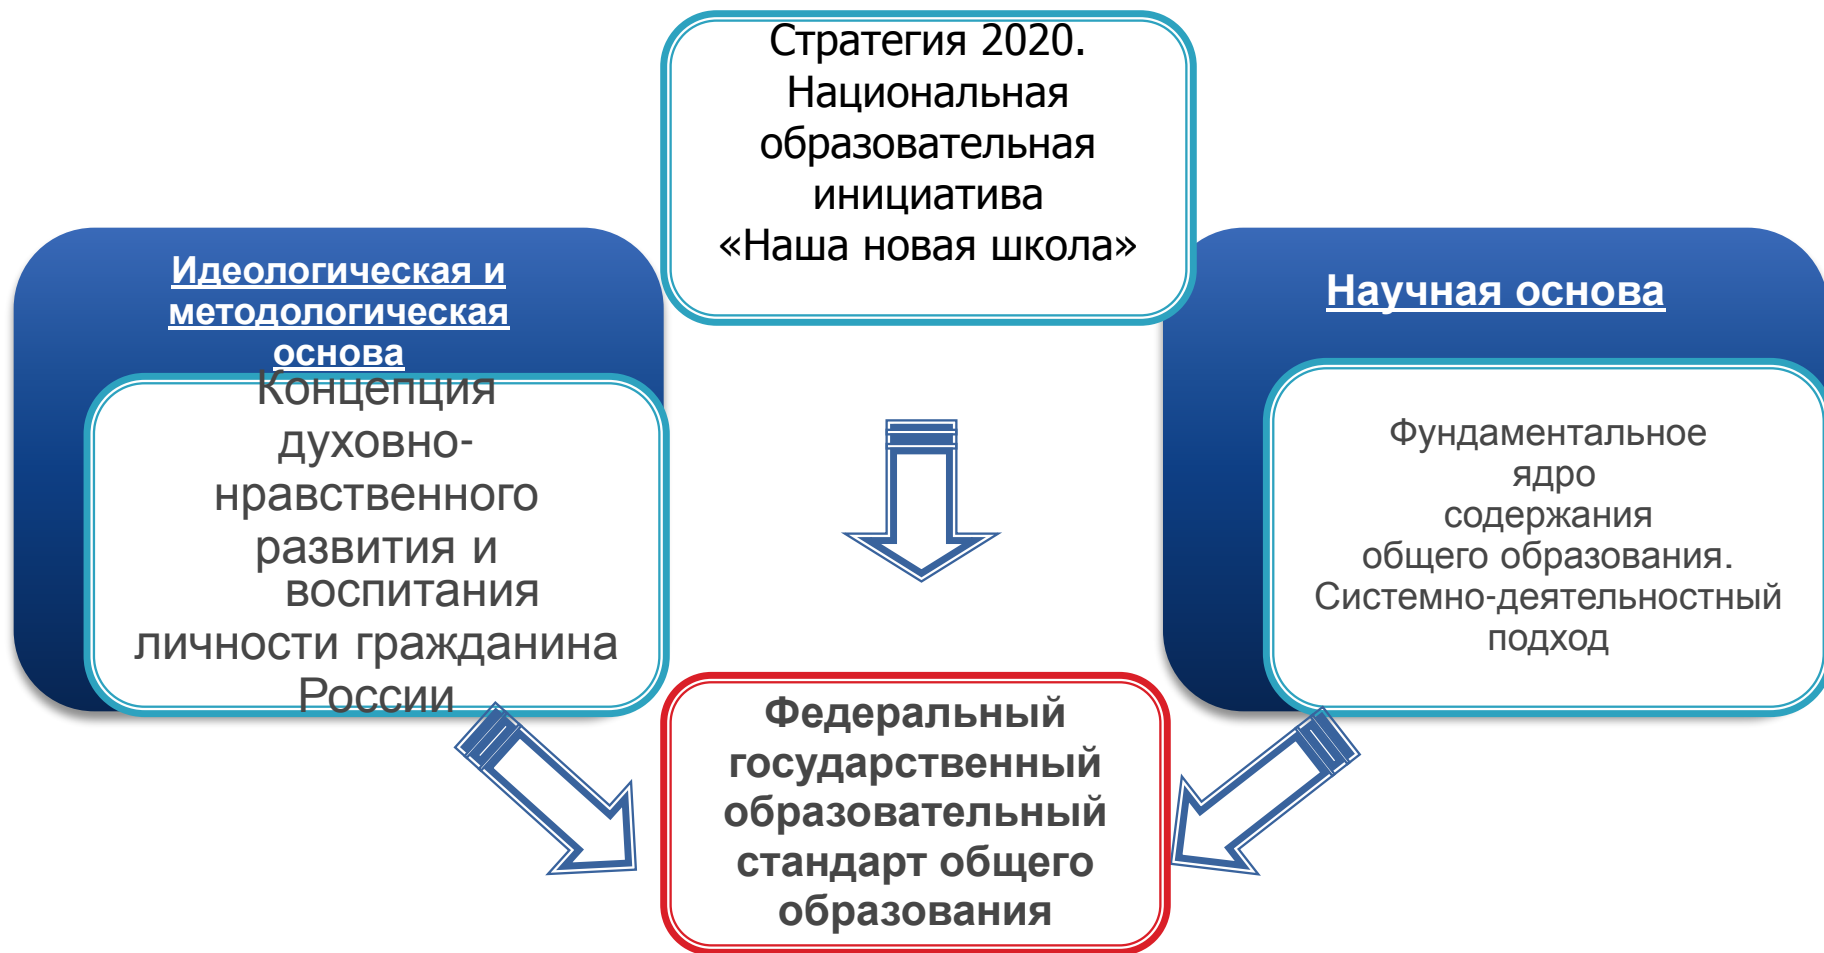 Стратегия 2020.
Национальная
образовательная
инициатива
«Наша новая школа»
Идеологическая и
методологическая
основа
Концепция
духовно-
нравственного
развития и
воспитания
личности гражданина
России
Научная основа
Фундаментальное
ядро
содержания
общего образования.
Системно-деятельностный
подход
Федеральный
государственный
образовательный
стандарт общего
образования